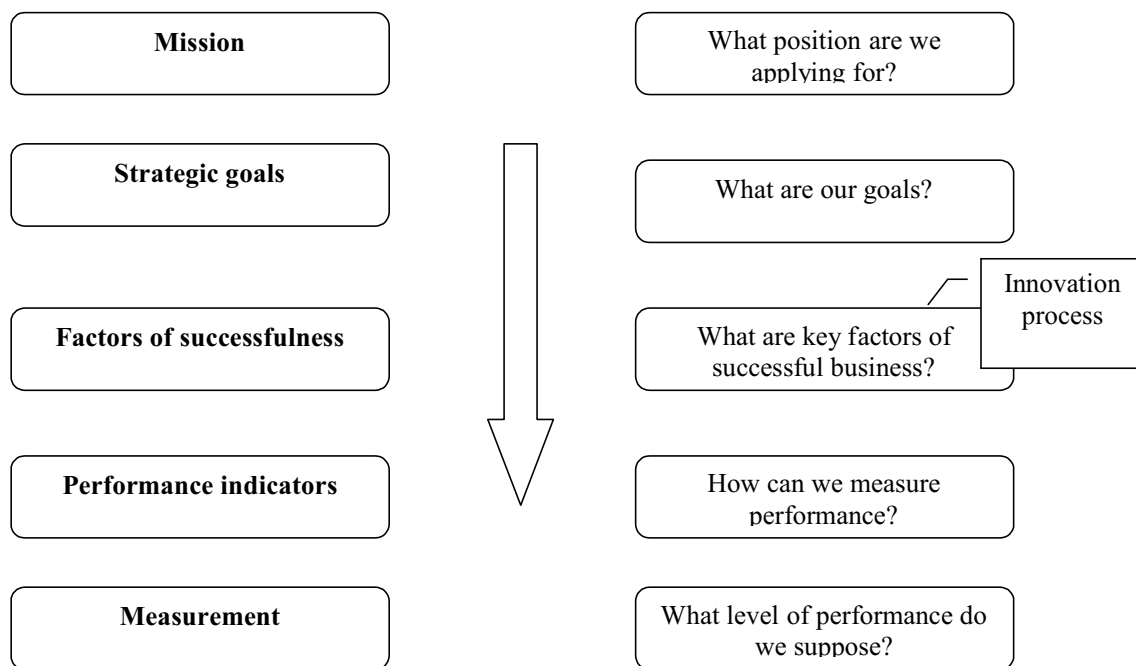 Mission
What position are we
applying for?
Strategic goals
What are our goals?
Innovation
process
Factors of successfulness
What are key factors of
successful business?
Performance indicators
How can we measure
performance?
Measurement
What level of performance do
we suppose?